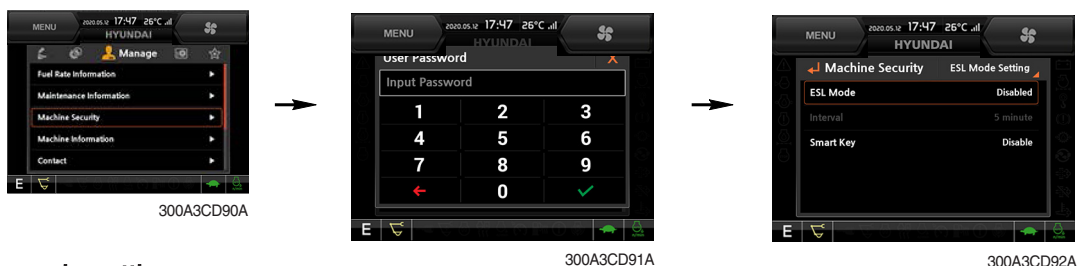 MENU
2020.05.12 17:47 26°C
HYUNDAI
Manage
Fuel Rate Information
Maintenance Information
Machine Security
Machine Information
Contact
E
300A3CD90A
MENU
2020.05.12 17:47 26°C
HYUNDAI
User Password X
Input Password
1 2 3
4 5 6
7 8 9
0
E
300A3CD91A
MENU
2020.05.12 17:47 26°C
HYUNDAI
Machine Security ESL Mode Setting
ESL Mode Disabled
Interval 5 minute
Smart Key Disable
E
300A3CD92A